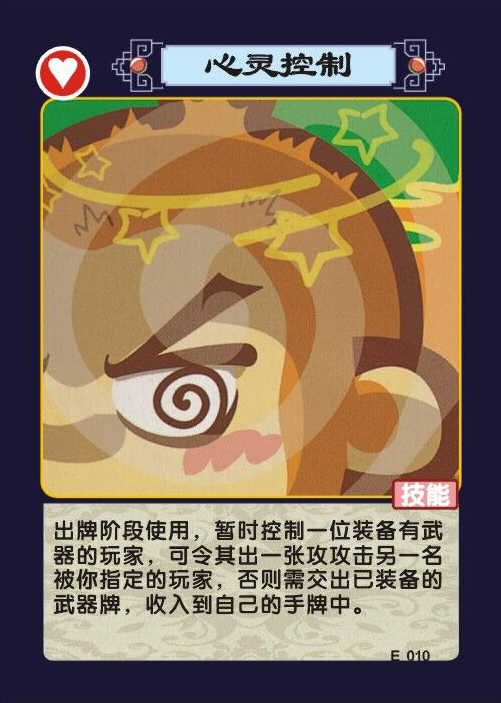 心灵控制
技能
出牌阶段使用，暂时控制一位装备有武
器的玩家，可令其出一张攻攻击另一名
被你指定的玩家，否则需交出已装备的
武器牌，收入到自己的手牌中。
E 010